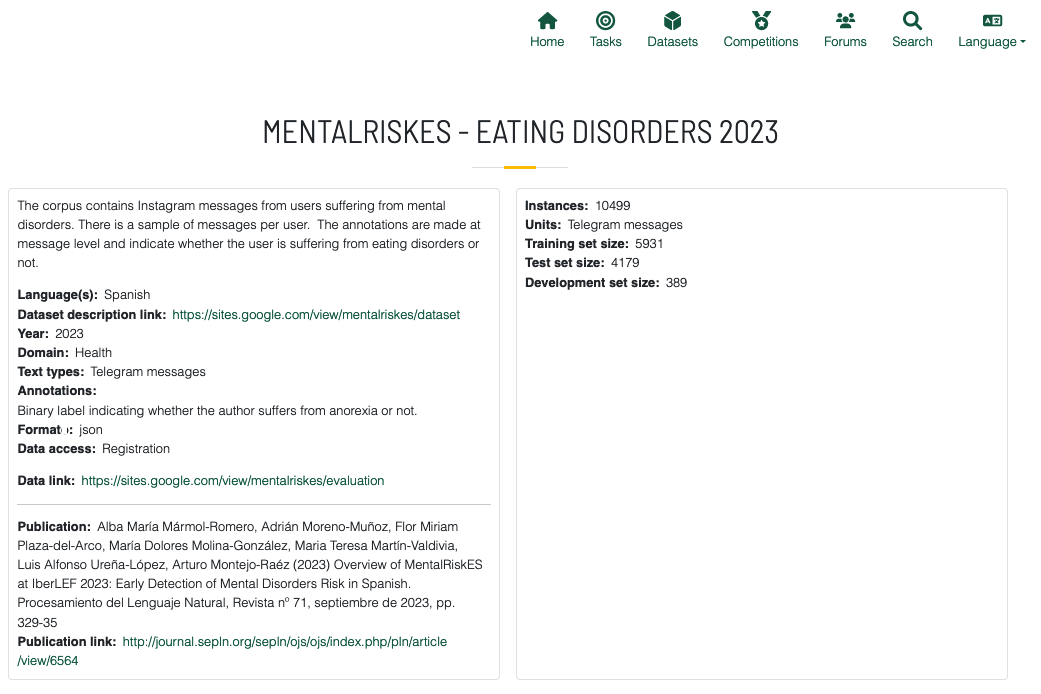 Home Tasks Datasets Competitions Forums Search Language
MENTALRISKES - EATING DISORDERS 2023
The corpus contains Instagram messages from users suffering from mental
disorders. There is a sample of messages per user. The annotations are made at
message level and indicate whether the user is suffering from eating disorders or
not.
Language(s): Spanish
Dataset description link: https://sites.google.com/view/mentalriskes/dataset
Year: 2023
Domain: Health
Text types: Telegram messages
Annotations:
Binary label indicating whether the author suffers from anorexia or not.
Format: json
Data access: Registration
Data link: https://sites.google.com/view/mentalriskes/evaluation
Publication: Alba María Mármol-Romero, Adrián Moreno-Muñoz, Flor Miriam
Plaza-del-Arco, María Dolores Molina-González, Maria Teresa Martín-Valdivia,
Luis Alfonso Ureña-López, Arturo Montejo-Raéz (2023) Overview of MentalRiskES
at IberLEF 2023: Early Detection of Mental Disorders Risk in Spanish.
Procesamiento del Lenguaje Natural, Revista nº 71, septiembre de 2023, pp.
329-35
Publication link: http://journal.sepln.org/sepln/ojs/ojs/index.php/pln/article
/view/6564
Instances: 10499
Units: Telegram messages
Training set size: 5931
Test set size: 4179
Development set size: 389